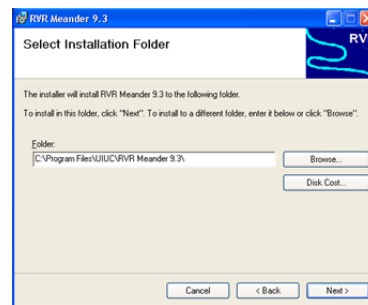 RVR Meander 9.3
Select Installation Folder
RV
The installer will install RVR Meander 9.3 to the following folder.
To install in this folder, click "Next". To install to a different folder, enter it below or click "Browse".
Folder:
C:\Program Files\UIUC\RVR Meander 9.3\
Browse...
Disk Cost...
Cancel
< Back
Next >